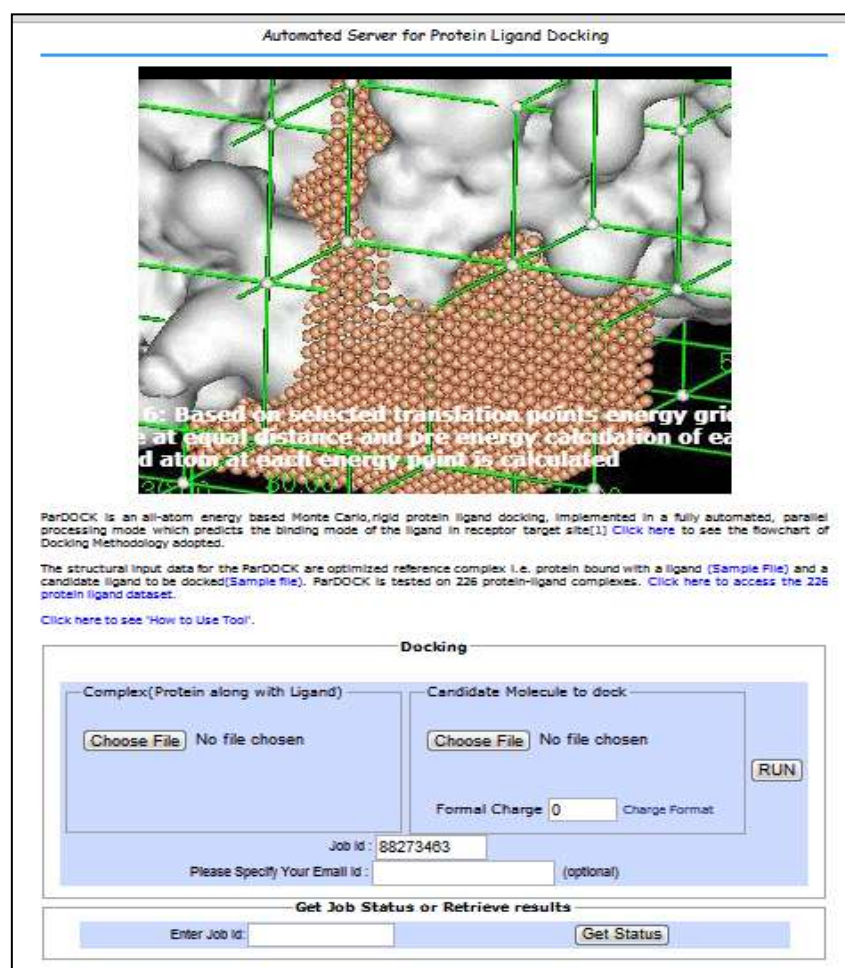 Automated Server for Protein Ligand Docking
6: Based on selected translation points energy gri
e at equal distance and pre energy calculation of ea
d atom at each energy point is calculated
30.00
ParDOCK is an all-atom energy based Monte Carlo,rigid protein ligand docking, implemented in a fully automated, parallel
processing mode which predicts the binding mode of the ligand in receptor target site[1] Click here to see the flowchart of
Docking Methodology adopted.
The structural input data for the ParDOCK are optimized reference complex i.e. protein bound with a ligand (Sample File) and a
candidate ligand to be docked(Sample file). ParDOCK is tested on 226 protein-ligand complexes. Click here to access the 226
protein ligand dataset.
Click here to see 'How to Use Tool'.
Docking
Complex(Protein along with Ligand) Candidate Molecule to dock
Choose File No file chosen Choose File No file chosen
RUN
Formal Charge 0 Charge Format
Job Id : 88273463
Please Specify Your Email Id : (optional)
Get Job Status or Retrieve results
Enter Job Id: Get Status